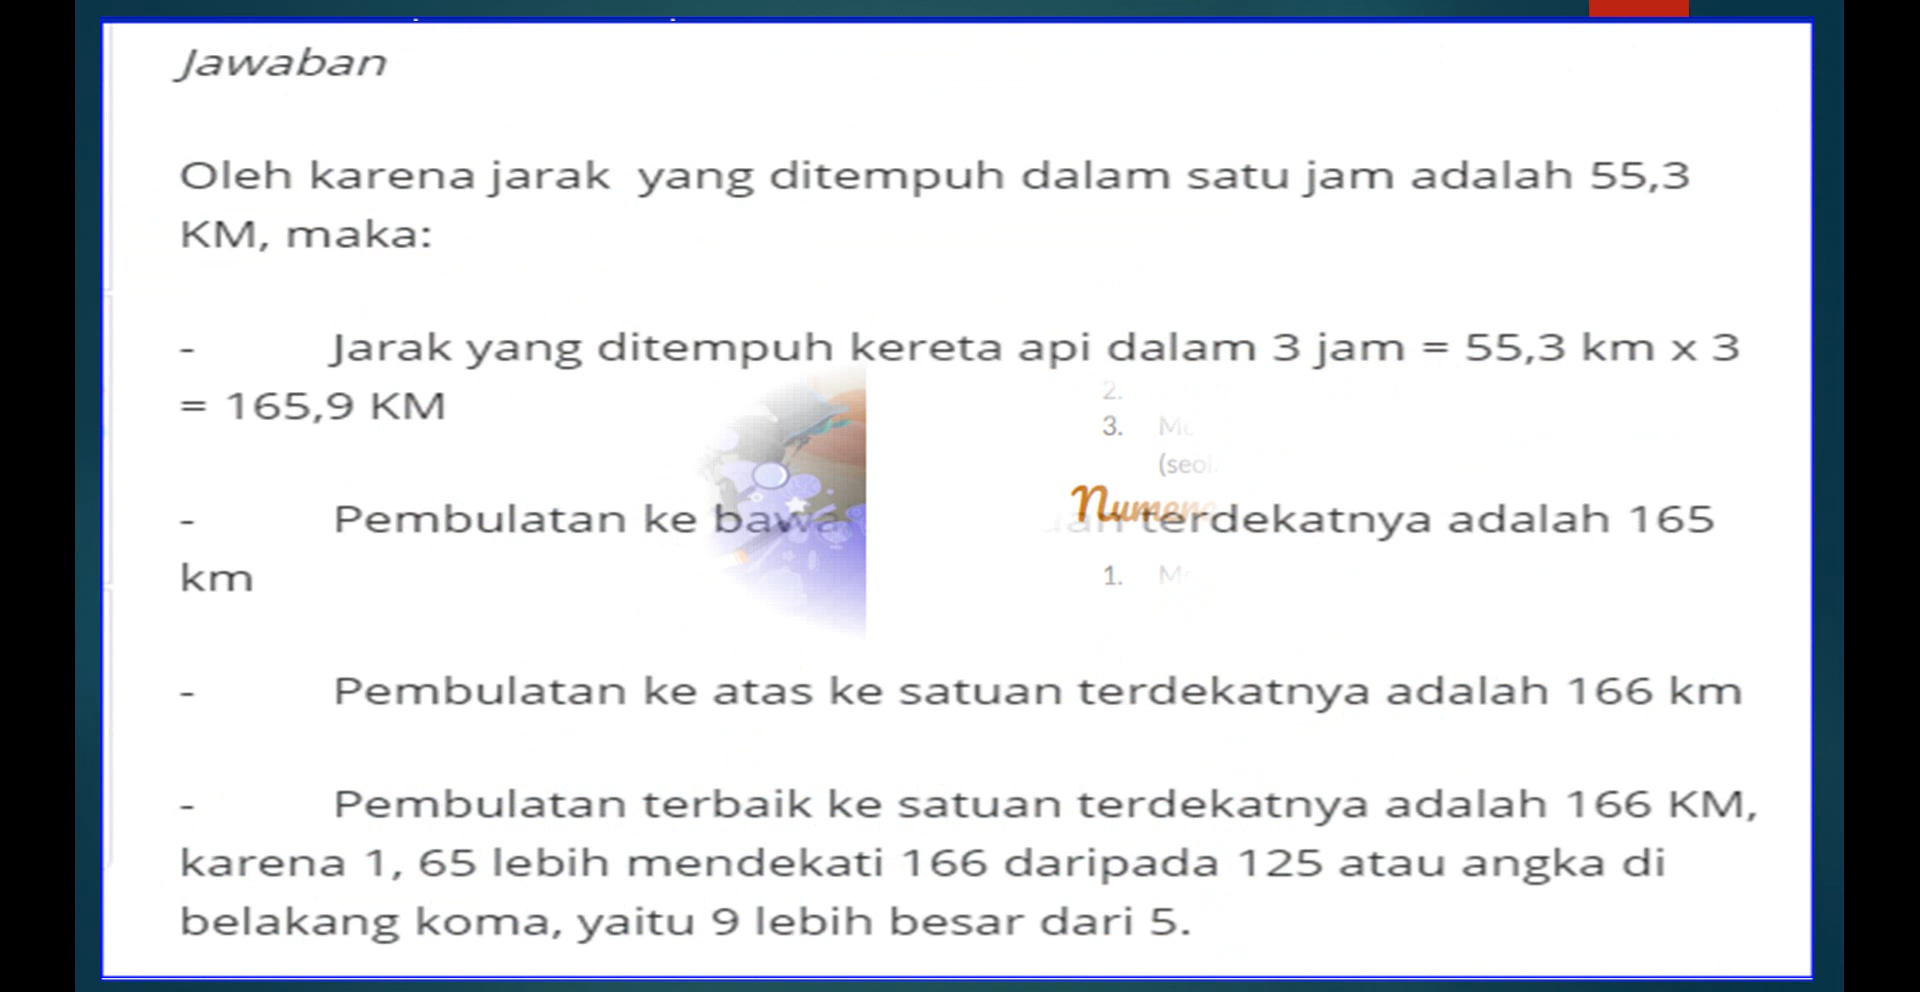 Jawaban
Oleh karena jarak yang ditempuh dalam satu jam adalah 55,3
KM, maka:
- Jarak yang ditempuh kereta api dalam 3 jam = 55,3 km x 3
= 165,9 KM
2.
3.
Pembulatan ke
- terdekatnya adalah 165
km
1.
- Pembulatan ke atas ke satuan terdekatnya adalah 166 km
- Pembulatan terbaik ke satuan terdekatnya adalah 166 KM,
karena 1, 65 lebih mendekati 166 daripada 125 atau angka di
belakang koma, yaitu 9 lebih besar dari 5.